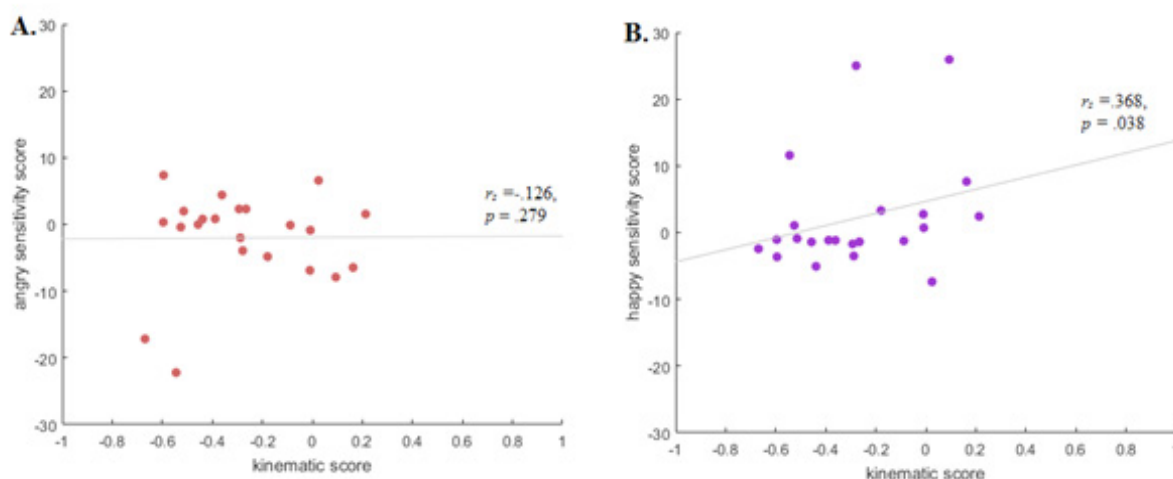 A.
30
20
10
0
-10
-20
-30
angry sensitivity score
rₛ =-.126,
p = .279
-1 -0.8 -0.6 -0.4 -0.2 0 0.2 0.4 0.6 0.8 1
kinematic score
B.
30
20
10
0
-10
-20
-30
happy sensitivity score
rₛ =.368,
p = .038
-1 -0.8 -0.6 -0.4 -0.2 0 0.2 0.4 0.6 0.8 1
kinematic score